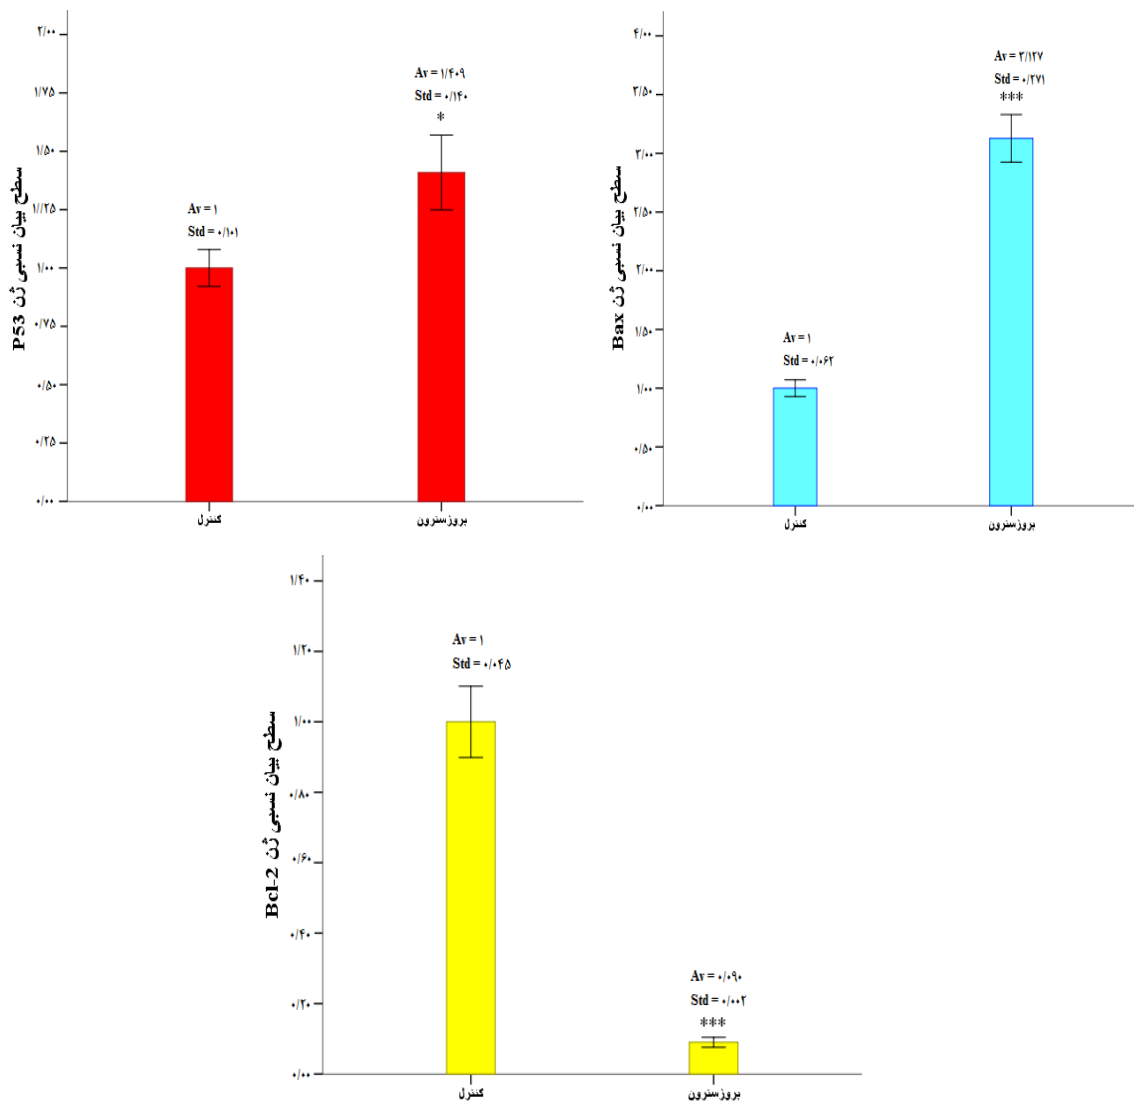 سطح بیان نسبی ژن P53
۲/۰۰
۱/۷۵
۱/۵۰
۱/۲۵
۱/۰۰
۰/۷۵
۰/۵۰
۰/۲۵
۰/۰۰
Av = ۱
Std = ۰/۱۰۱
Av = ۱/۴۰۹
Std = ۰/۱۴۰
*
کنترل
پروژسترون
سطح بیان نسبی ژن Bax
۴/۰۰
۳/۵۰
۳/۰۰
۲/۵۰
۲/۰۰
۱/۵۰
۱/۰۰
۰/۵۰
۰/۰۰
Av = ۱
Std = ۰/۰۶۲
Av = ۳/۱۲۷
Std = ۰/۲۷۱
***
کنترل
پروژسترون
سطح بیان نسبی ژن Bcl-2
۱/۴۰
۱/۲۰
۱/۰۰
۰/۸۰
۰/۶۰
۰/۴۰
۰/۲۰
۰/۰۰
Av = ۱
Std = ۰/۰۴۵
Av = ۰/۰۹۰
Std = ۰/۰۰۲
***
کنترل
پروژسترون